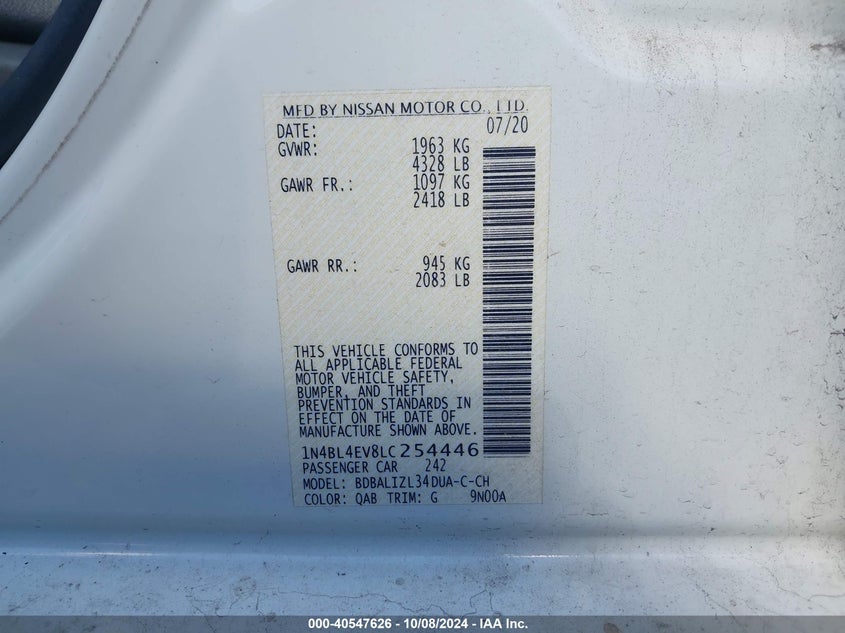 MFD BY NISSAN MOTOR CO., LTD.
DATE: 07/20
GVWR: 1963 KG
4328 LB
GAWR FR.: 1097 KG
2418 LB
GAWR RR.: 945 KG
2083 LB
THIS VEHICLE CONFORMS TO
ALL APPLICABLE FEDERAL
MOTOR VEHICLE SAFETY,
BUMPER, AND THEFT
PREVENTION STANDARDS IN
EFFECT ON THE DATE OF
MANUFACTURE SHOWN ABOVE.
1N4BL4EV8LC254446
PASSENGER CAR 242
MODEL: BDBALIZL34DUA-C-CH
COLOR: QAB TRIM: G 9N00A
000-40547626 - 10/08/2024 - IAA Inc.